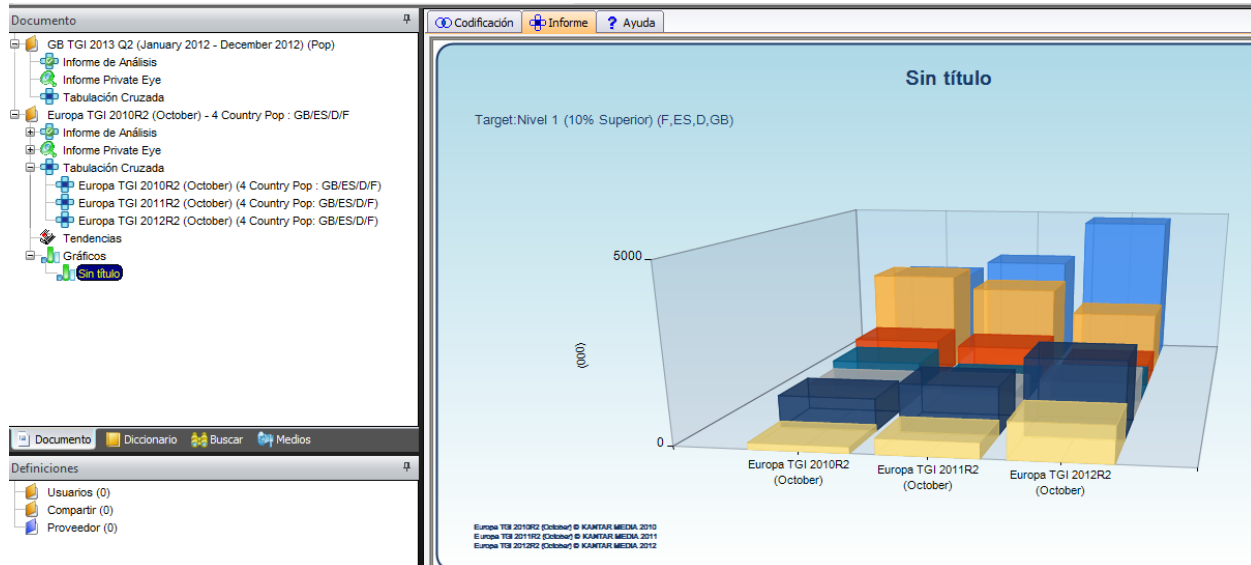 Documento
GB TGI 2013 Q2 (January 2012 - December 2012) (Pop)
Informe de Análisis
Informe Private Eye
Tabulación Cruzada
Europa TGI 2010R2 (October) - 4 Country Pop : GB/ES/D/F
Informe de Análisis
Informe Private Eye
Tabulación Cruzada
Europa TGI 2010R2 (October) (4 Country Pop : GB/ES/D/F)
Europa TGI 2011R2 (October) (4 Country Pop: GB/ES/D/F)
Europa TGI 2012R2 (October) (4 Country Pop: GB/ES/D/F)
Tendencias
Gráficos
Sin título
Documento Diccionario Buscar Medios
Definiciones
Usuarios (0)
Compartir (0)
Proveedor (0)
Codificación Informe Ayuda
Sin título
Target:Nivel 1 (10% Superior) (F,ES,D,GB)
5000
(000)
0
Europa TGI 2010R2
(October)
Europa TGI 2011R2
(October)
Europa TGI 2012R2
(October)
Europa TGI 2010R2 (October) © KANTAR MEDIA 2010
Europa TGI 2011R2 (October) © KANTAR MEDIA 2011
Europa TGI 2012R2 (October) © KANTAR MEDIA 2012